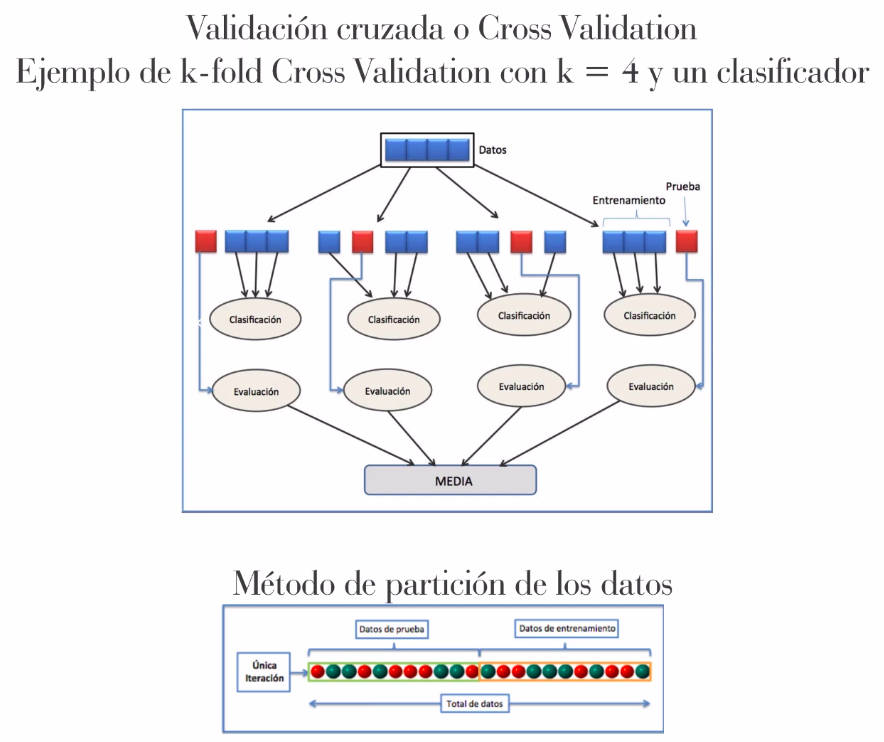 Validación cruzada o Cross Validation
Ejemplo de k-fold Cross Validation con k = 4 y un clasificador
Datos
Prueba
Entrenamiento
Clasificación
Clasificación
Clasificación
Clasificación
Evaluación
Evaluación
Evaluación
Evaluación
MEDIA
Método de partición de los datos
Datos de prueba
Datos de entrenamiento
Única
Iteración
Total de datos